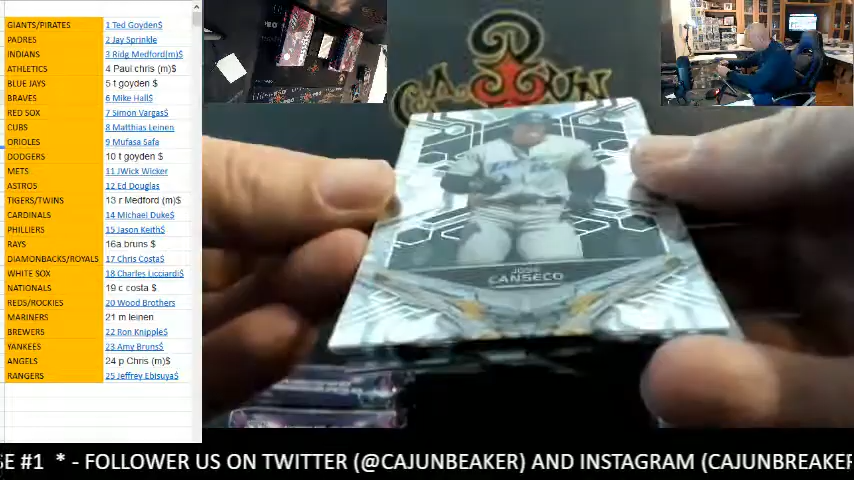 GIANTS/PIRATES 1 Ted Goyden$
PADRES 2 Jay Sprinkle
INDIANS 3 Ridg Medford(m)$
ATHLETICS 4 Paul chris (m)$
BLUE JAYS 5 t goyden $
BRAVES 6 Mike Hall$
RED SOX 7 Simon Vargas$
CUBS 8 Matthias Leinen
ORIOLES 9 Mufasa Safa
DODGERS 10 t goyden $
METS 11 JWick Wicker
ASTROS 12 Ed Douglas
TIGERS/TWINS 13 r Medford (m)$
CARDINALS 14 Michael Duke$
PHILLIERS 15 Jason Keith$
RAYS 16a bruns $
DIAMONBACKS/ROYALS 17 Chris Costa$
WHITE SOX 18 Charles Licciardi$
NATIONALS 19 c costa $
REDS/ROCKIES 20 Wood Brothers
MARINERS 21 m leinen
BREWERS 22 Ron Knipple$
YANKEES 23 Amy Bruns$
ANGELS 24 p Chris (m)$
RANGERS 25 Jeffrey Ebisuya$
CAJUN
JOSE
CANSECO
SE #1 * - FOLLOWER US ON TWITTER (@CAJUNBEAKER) AND INSTAGRAM (CAJUNBREAKER